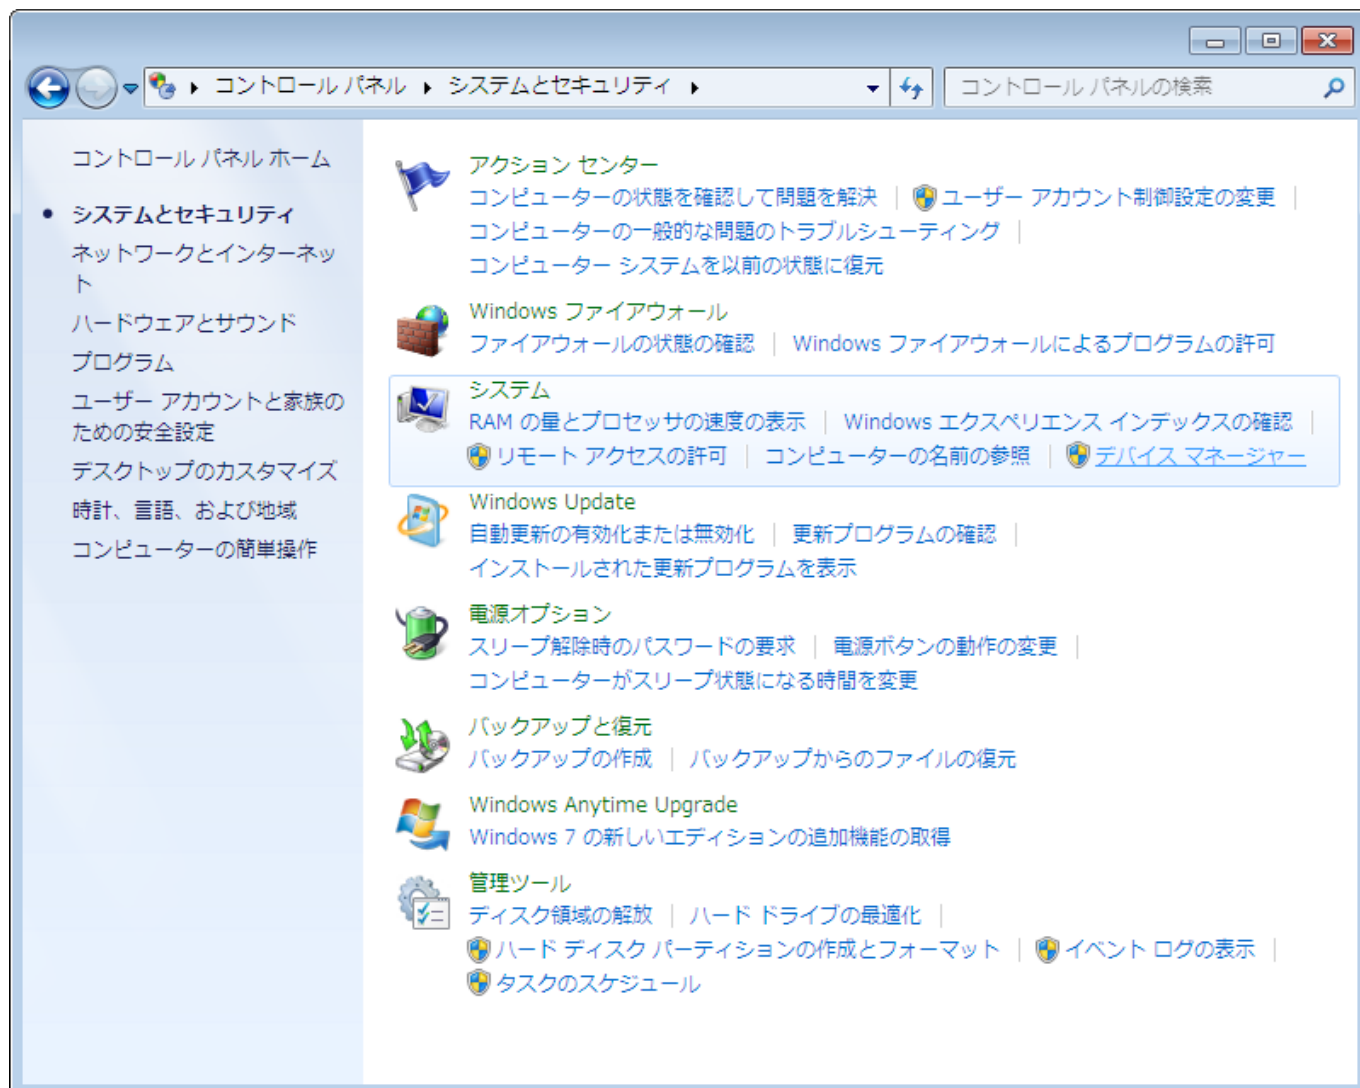 コントロール パネル システムとセキュリティ
コントロール パネルの検索
コントロール パネル ホーム
システムとセキュリティ
ネットワークとインターネッ
ト
ハードウェアとサウンド
プログラム
ユーザー アカウントと家族の
ための安全設定
デスクトップのカスタマイズ
時計、言語、および地域
コンピューターの簡単操作
アクション センター
コンピューターの状態を確認して問題を解決 ユーザー アカウント制御設定の変更
コンピューターの一般的な問題のトラブルシューティング
コンピューター システムを以前の状態に復元
Windows ファイアウォール
ファイアウォールの状態の確認 Windows ファイアウォールによるプログラムの許可
システム
RAM の量とプロセッサの速度の表示 Windows エクスペリエンス インデックスの確認
リモート アクセスの許可 コンピューターの名前の参照 デバイス マネージャー
Windows Update
自動更新の有効化または無効化 更新プログラムの確認
インストールされた更新プログラムを表示
電源オプション
スリープ解除時のパスワードの要求 電源ボタンの動作の変更
コンピューターがスリープ状態になる時間を変更
バックアップと復元
バックアップの作成 バックアップからのファイルの復元
Windows Anytime Upgrade
Windows 7 の新しいエディションの追加機能の取得
管理ツール
ディスク領域の解放 ハード ドライブの最適化
ハード ディスク パーティションの作成とフォーマット イベント ログの表示
タスクのスケジュール